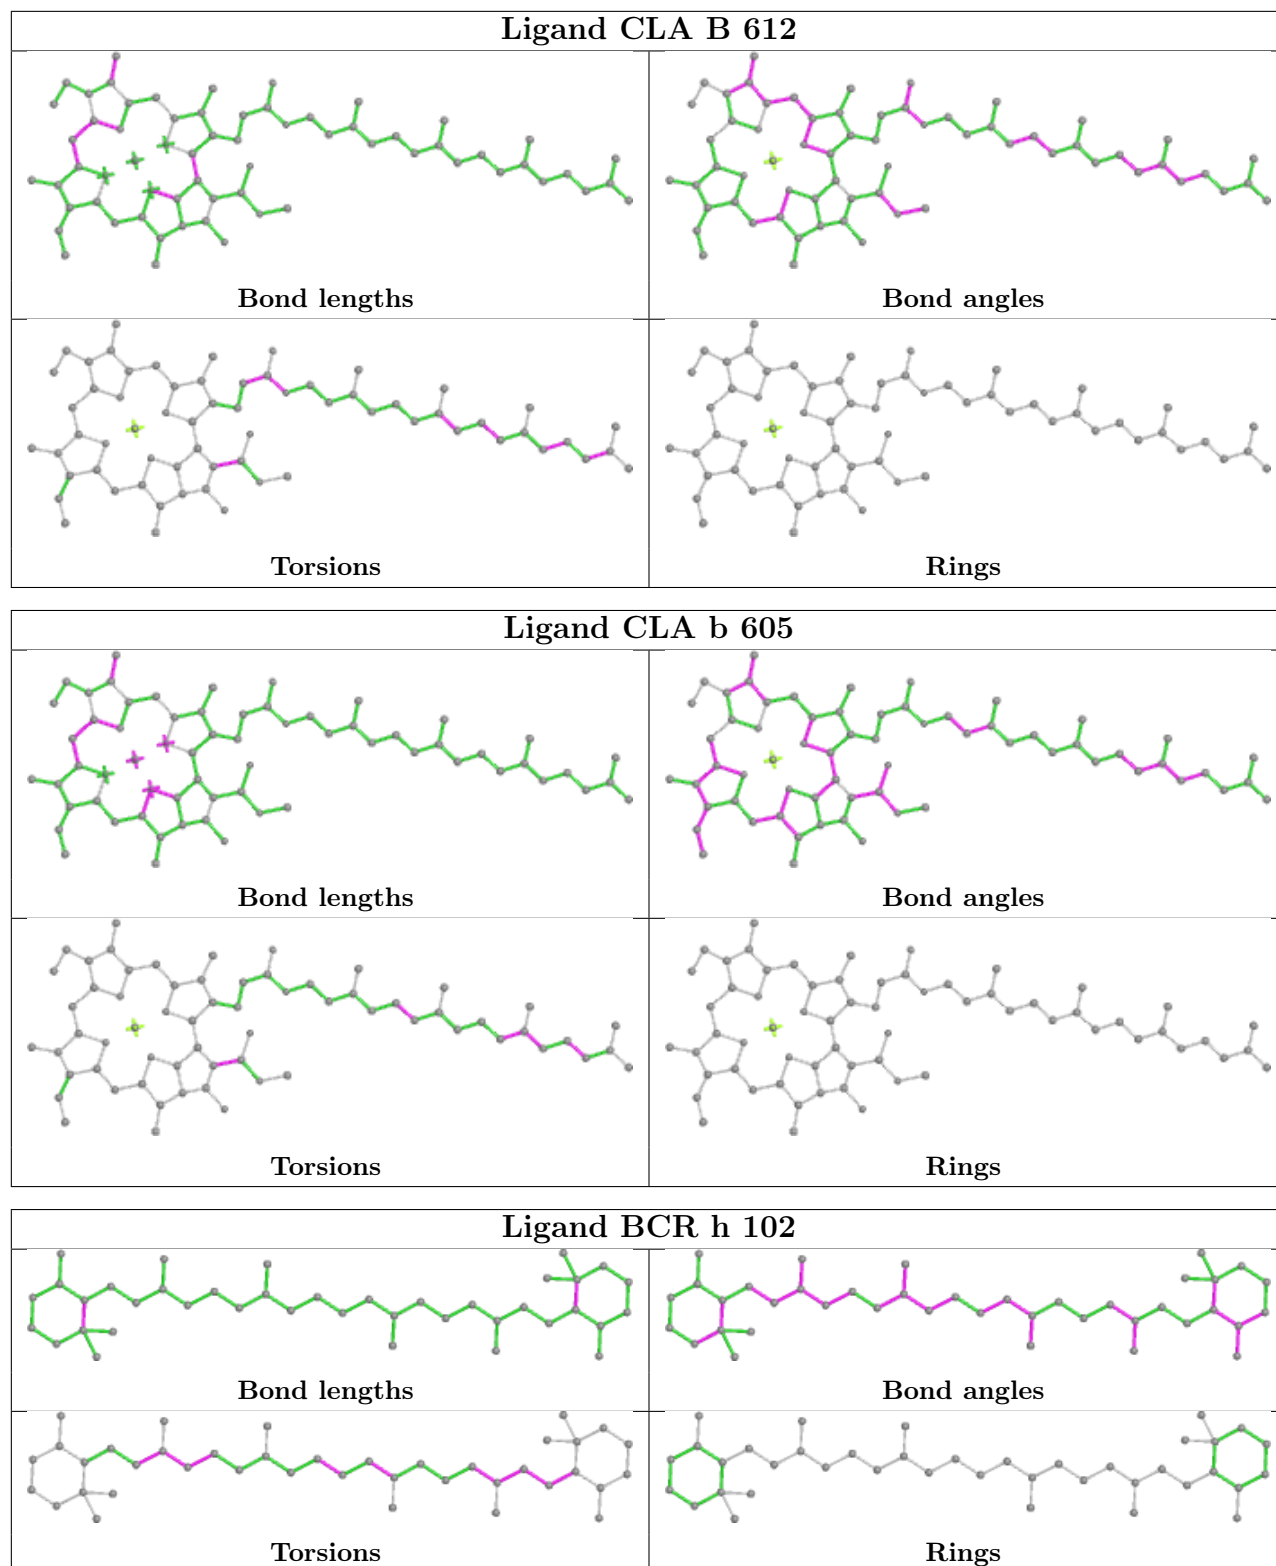 Ligand CLA B 612
Bond lengths
Bond angles
Torsions
Rings
Ligand CLA b 605
Bond lengths
Bond angles
Torsions
Rings
Ligand BCR h 102
Bond lengths
Bond angles
Torsions
Rings